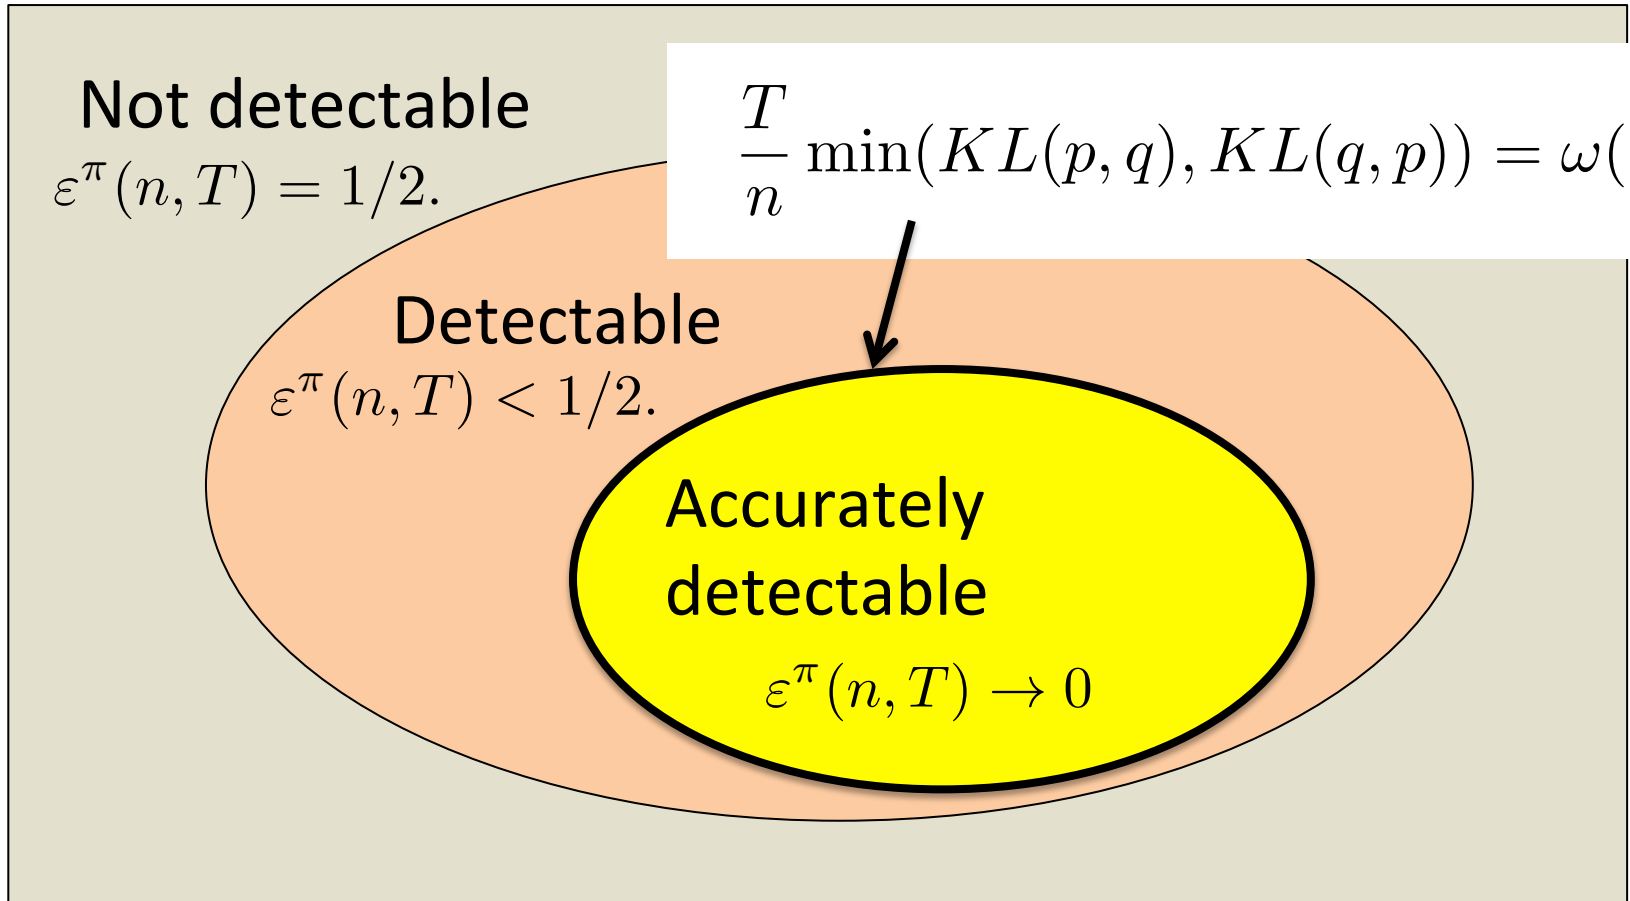 Not detectable
ε^π(n, T) = 1/2.
T/n min(KL(p, q), KL(q, p)) = ω(
Detectable
ε^π(n, T) < 1/2.
Accurately
detectable
ε^π(n, T) → 0